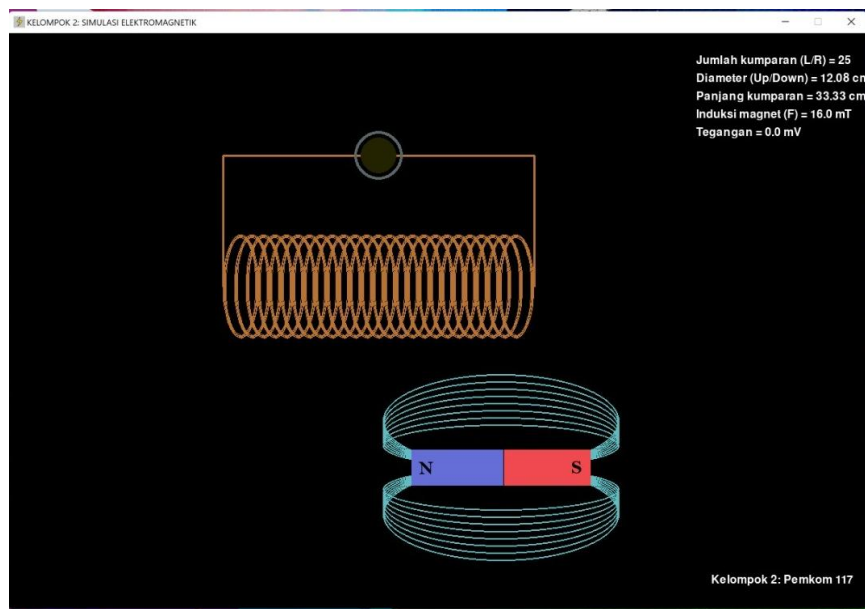 KELOMPOK 2: SIMULASI ELEKTROMAGNETIK
Jumlah kumparan (L/R) = 25
Diameter (Up/Down) = 12.08 cm
Panjang kumparan = 33.33 cm
Induksi magnet (F) = 16.0 mT
Tegangan = 0.0 mV
N S
Kelompok 2: Pemkom 117